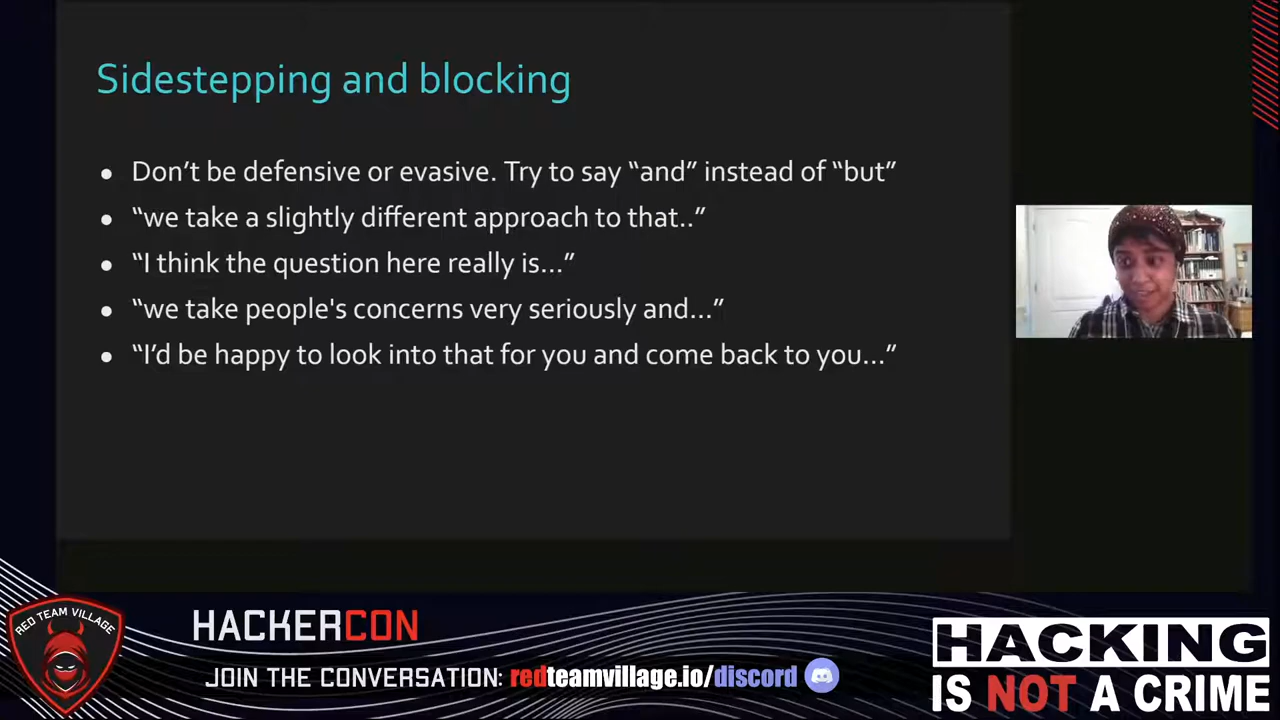 Sidestepping and blocking
• Don’t be defensive or evasive. Try to say “and” instead of “but”
• “we take a slightly different approach to that..”
• “I think the question here really is...”
• “we take people's concerns very seriously and...”
• “I’d be happy to look into that for you and come back to you...”
RED TEAM VILLAGE
HACKERCON
JOIN THE CONVERSATION: redteamvillage.io/discord
HACKING
IS NOT A CRIME